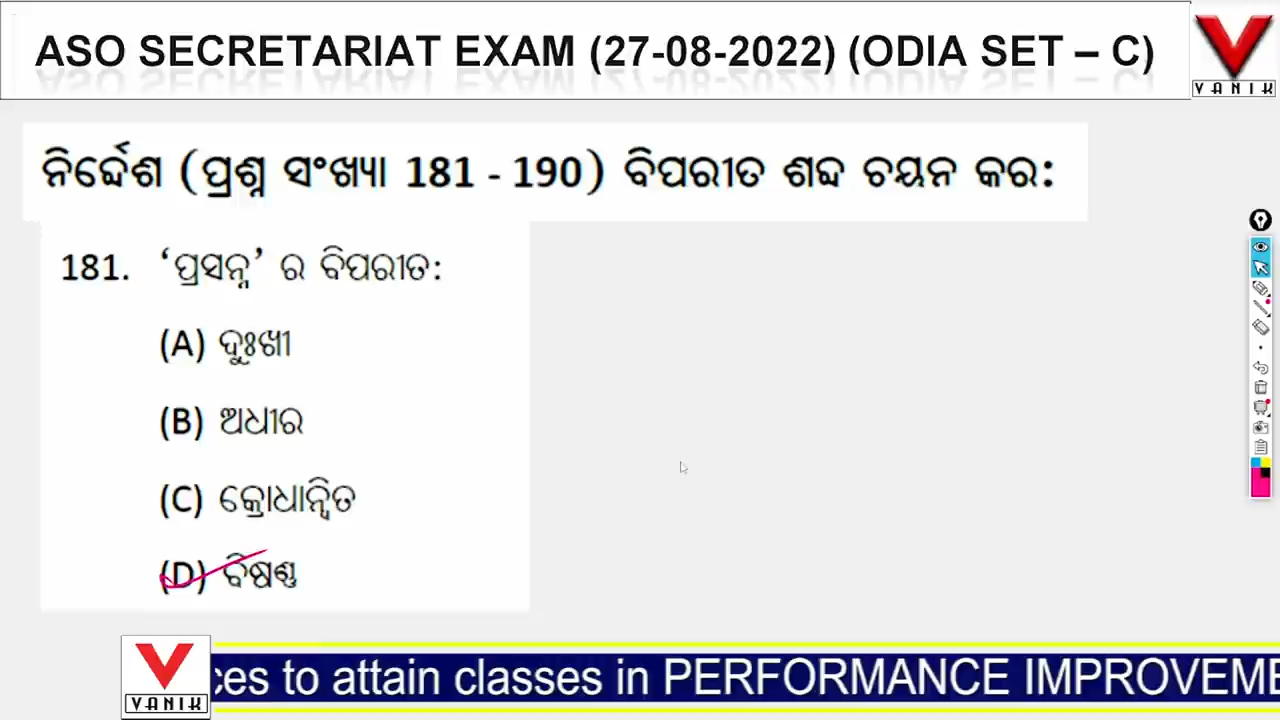 ASO SECRETARIAT EXAM (27-08-2022) (ODIA SET – C)
VANIK
ନିର୍ଦ୍ଦେଶ (ପ୍ରଶ୍ନ ସଂଖ୍ୟା 181 - 190) ବିପରୀତ ଶବ୍ଦ ଚୟନ କର:
181. ‘ପ୍ରସନ୍ନ’ ର ବିପରୀତ:
(A) ଦୁଃଖୀ
(B) ଅଧୀର
(C) କ୍ରୋଧାନ୍ୱିତ
(D) ବିଷଣ୍ଣ
ces to attain classes in PERFORMANCE IMPROVEME
VANIK